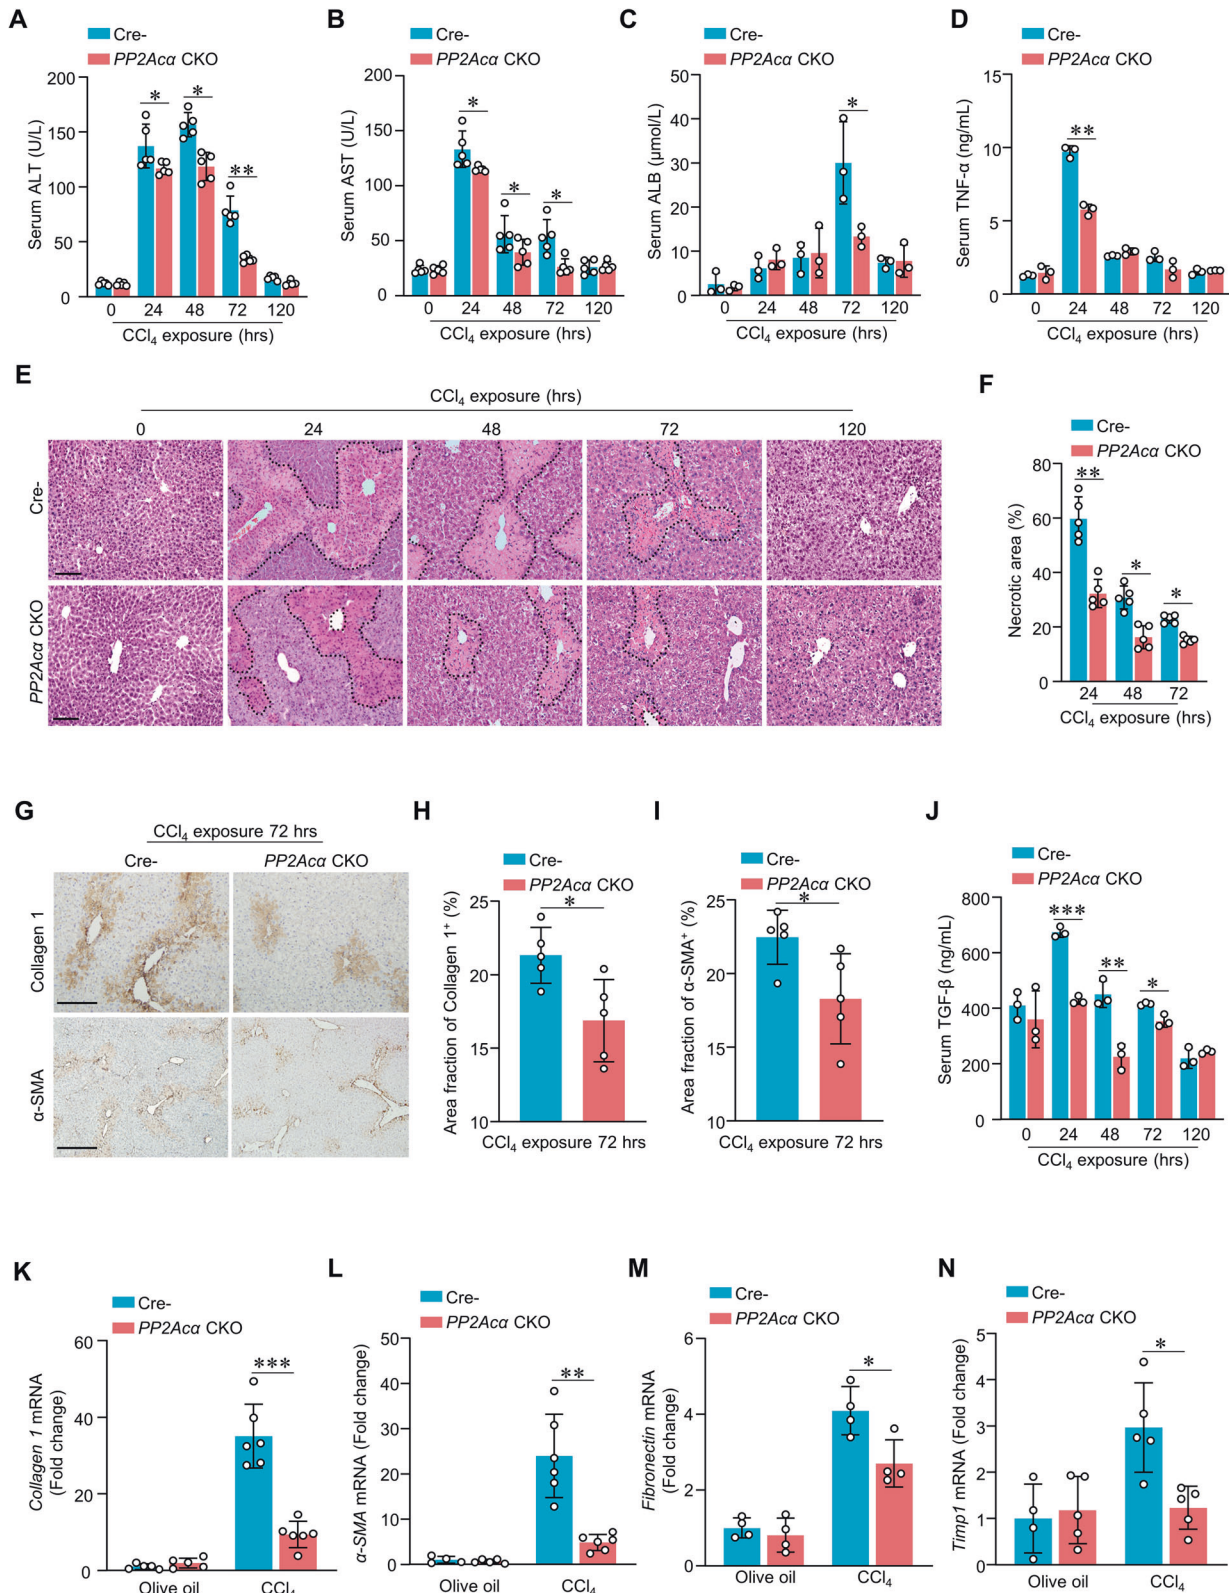 A
Cre-
PP2Acα CKO
Serum ALT (U/L)
200
150
100
50
0
*
*
**
0 24 48 72 120
CCl₄ exposure (hrs)
B
Cre-
PP2Acα CKO
Serum AST (U/L)
200
150
100
50
0
*
*
*
0 24 48 72 120
CCl₄ exposure (hrs)
C
Cre-
PP2Acα CKO
Serum ALB (μmol/L)
50
40
30
20
10
0
*
0 24 48 72 120
CCl₄ exposure (hrs)
D
Cre-
PP2Acα CKO
Serum TNF-α (ng/mL)
15
10
5
0
**
0 24 48 72 120
CCl₄ exposure (hrs)
E
CCl₄ exposure (hrs)
0 24 48 72 120
Cre-
PP2Acα CKO
F
Cre-
PP2Acα CKO
Necrotic area (%)
80
60
40
20
0
**
*
*
24 48 72
CCl₄ exposure (hrs)
G
CCl₄ exposure 72 hrs
Cre- PP2Acα CKO
Collagen 1
α-SMA
H
Cre-
PP2Acα CKO
Area fraction of Collagen 1⁺ (%)
25
20
15
10
*
CCl₄ exposure 72 hrs
I
Cre-
PP2Acα CKO
Area fraction of α-SMA⁺ (%)
25
20
15
10
*
CCl₄ exposure 72 hrs
J
Cre-
PP2Acα CKO
Serum TGF-β (ng/mL)
800
600
400
200
0
***
**
*
0 24 48 72 120
CCl₄ exposure (hrs)
K
Cre-
PP2Acα CKO
Collagen 1 mRNA
(Fold change)
60
40
20
0
***
Olive oil CCl₄
L
Cre-
PP2Acα CKO
α-SMA mRNA (Fold change)
50
40
30
20
10
0
**
Olive oil CCl₄
M
Cre-
PP2Acα CKO
Fibronectin mRNA
(Fold change)
6
4
2
0
*
Olive oil CCl₄
N
Cre-
PP2Acα CKO
Timp1 mRNA (Fold change)
5
4
3
2
1
0
*
Olive oil CCl₄